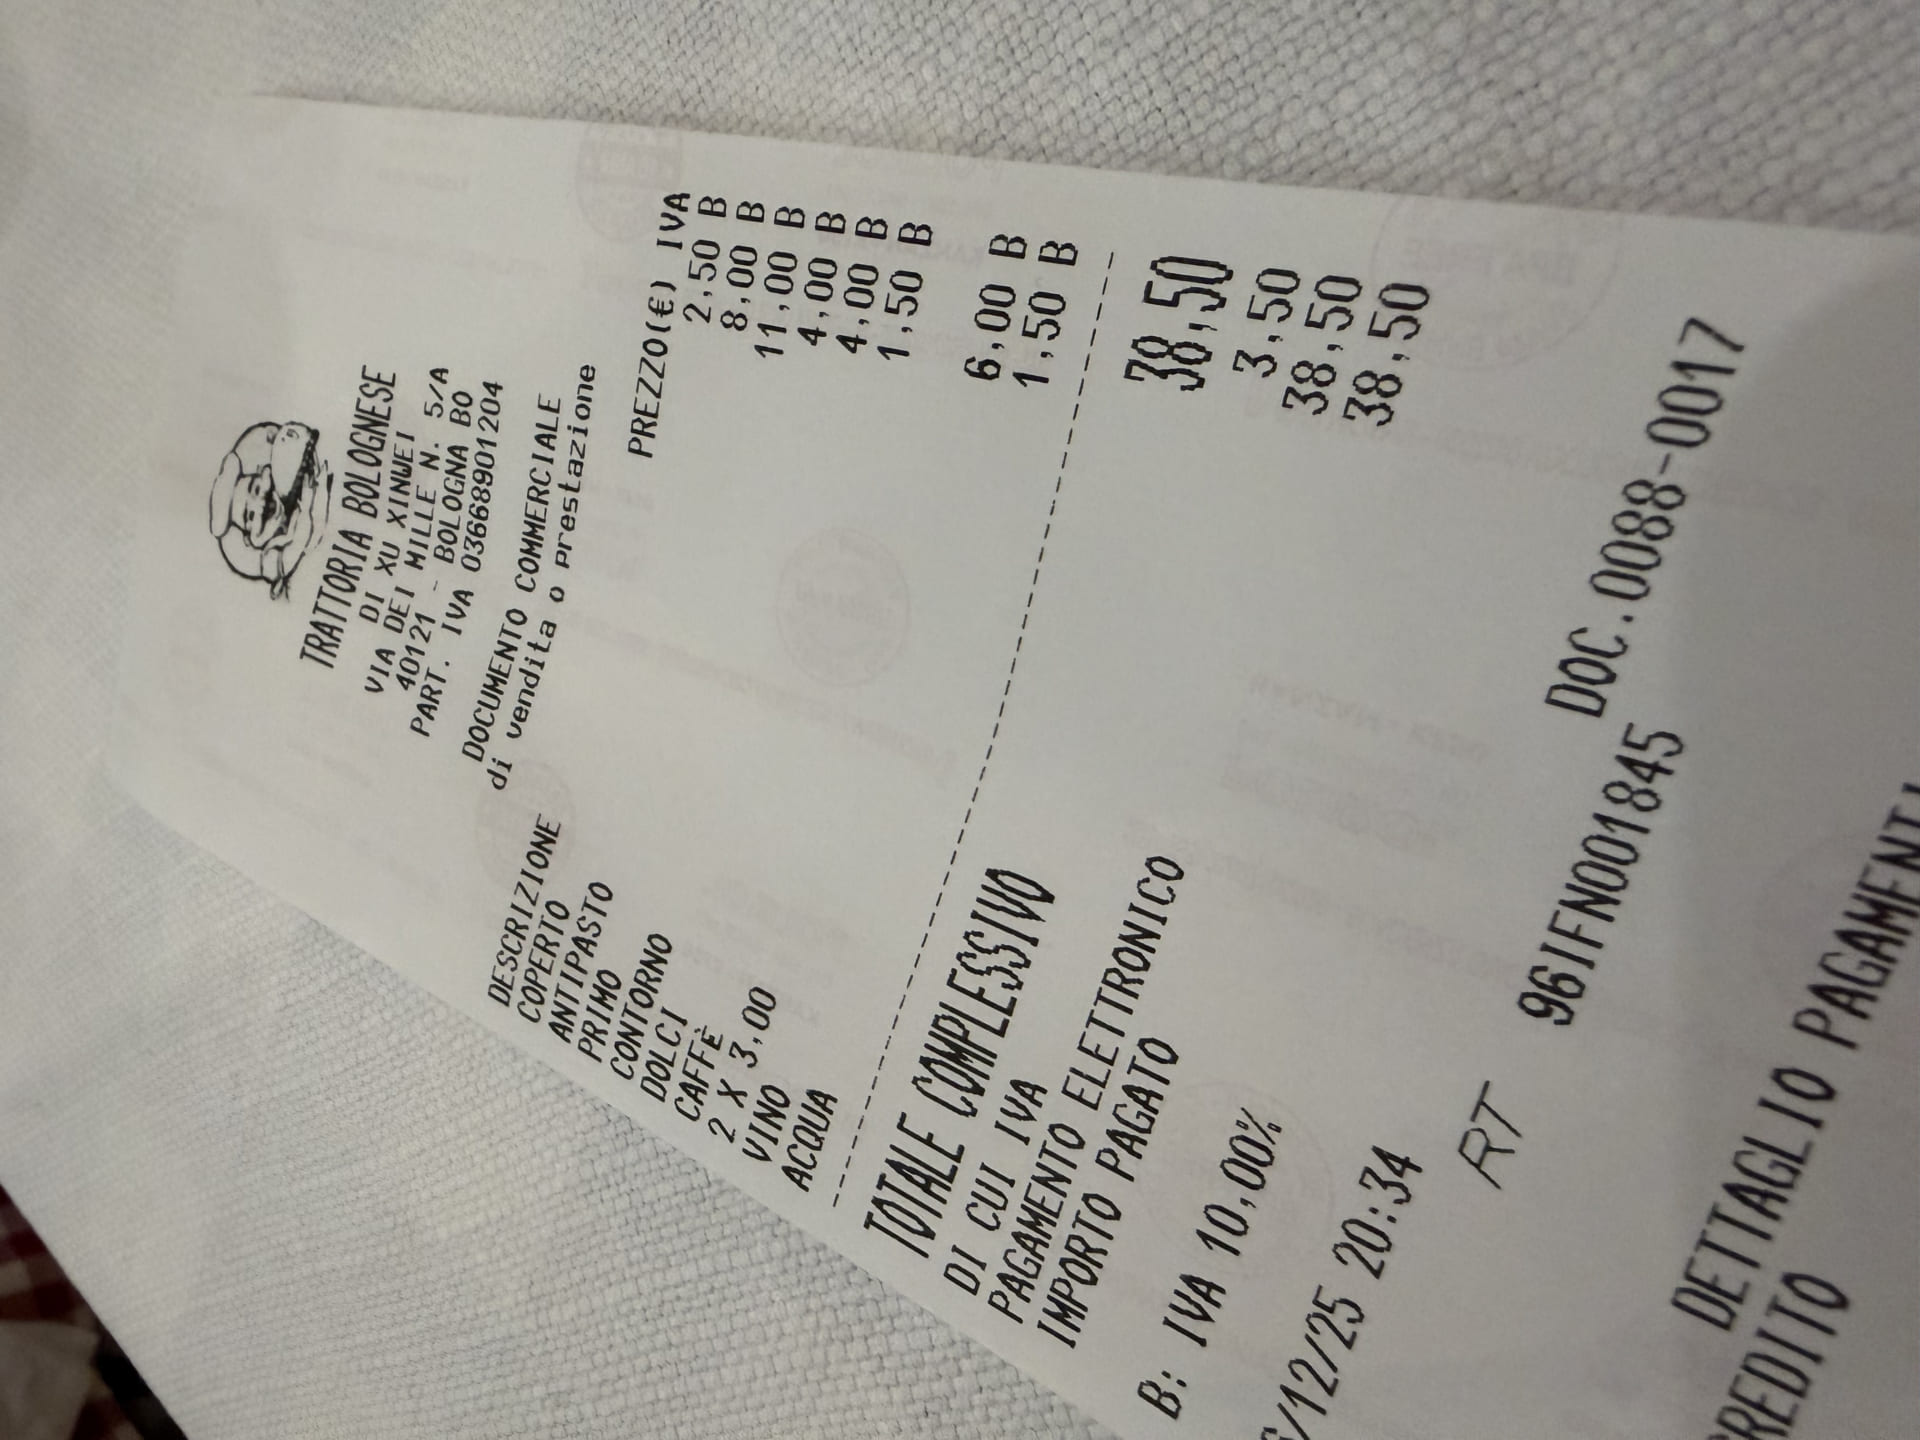 TRATTORIA BOLOGNESE
DI XU XINWEI
VIA DEI MILLE N. 5/A
40121 - BOLOGNA BO
PART. IVA 03668901204
DOCUMENTO COMMERCIALE
di vendita o prestazione
DESCRIZIONE PREZZO(€) IVA
COPERTO 2,50 B
ANTIPASTO 8,00 B
PRIMO 11,00 B
CONTORNO 4,00 B
DOLCI 4,00 B
CAFFÈ 1,50 B
2 X 3,00
VINO 6,00 B
ACQUA 1,50 B
TOTALE COMPLESSIVO 38,50
DI CUI IVA 3,50
PAGAMENTO ELETTRONICO 38,50
IMPORTO PAGATO 38,50
B: IVA 10,00%
/12/25 20:34 DOC.0088-0017
RT 96IFN001845
DETTAGLIO PAGAMENTI